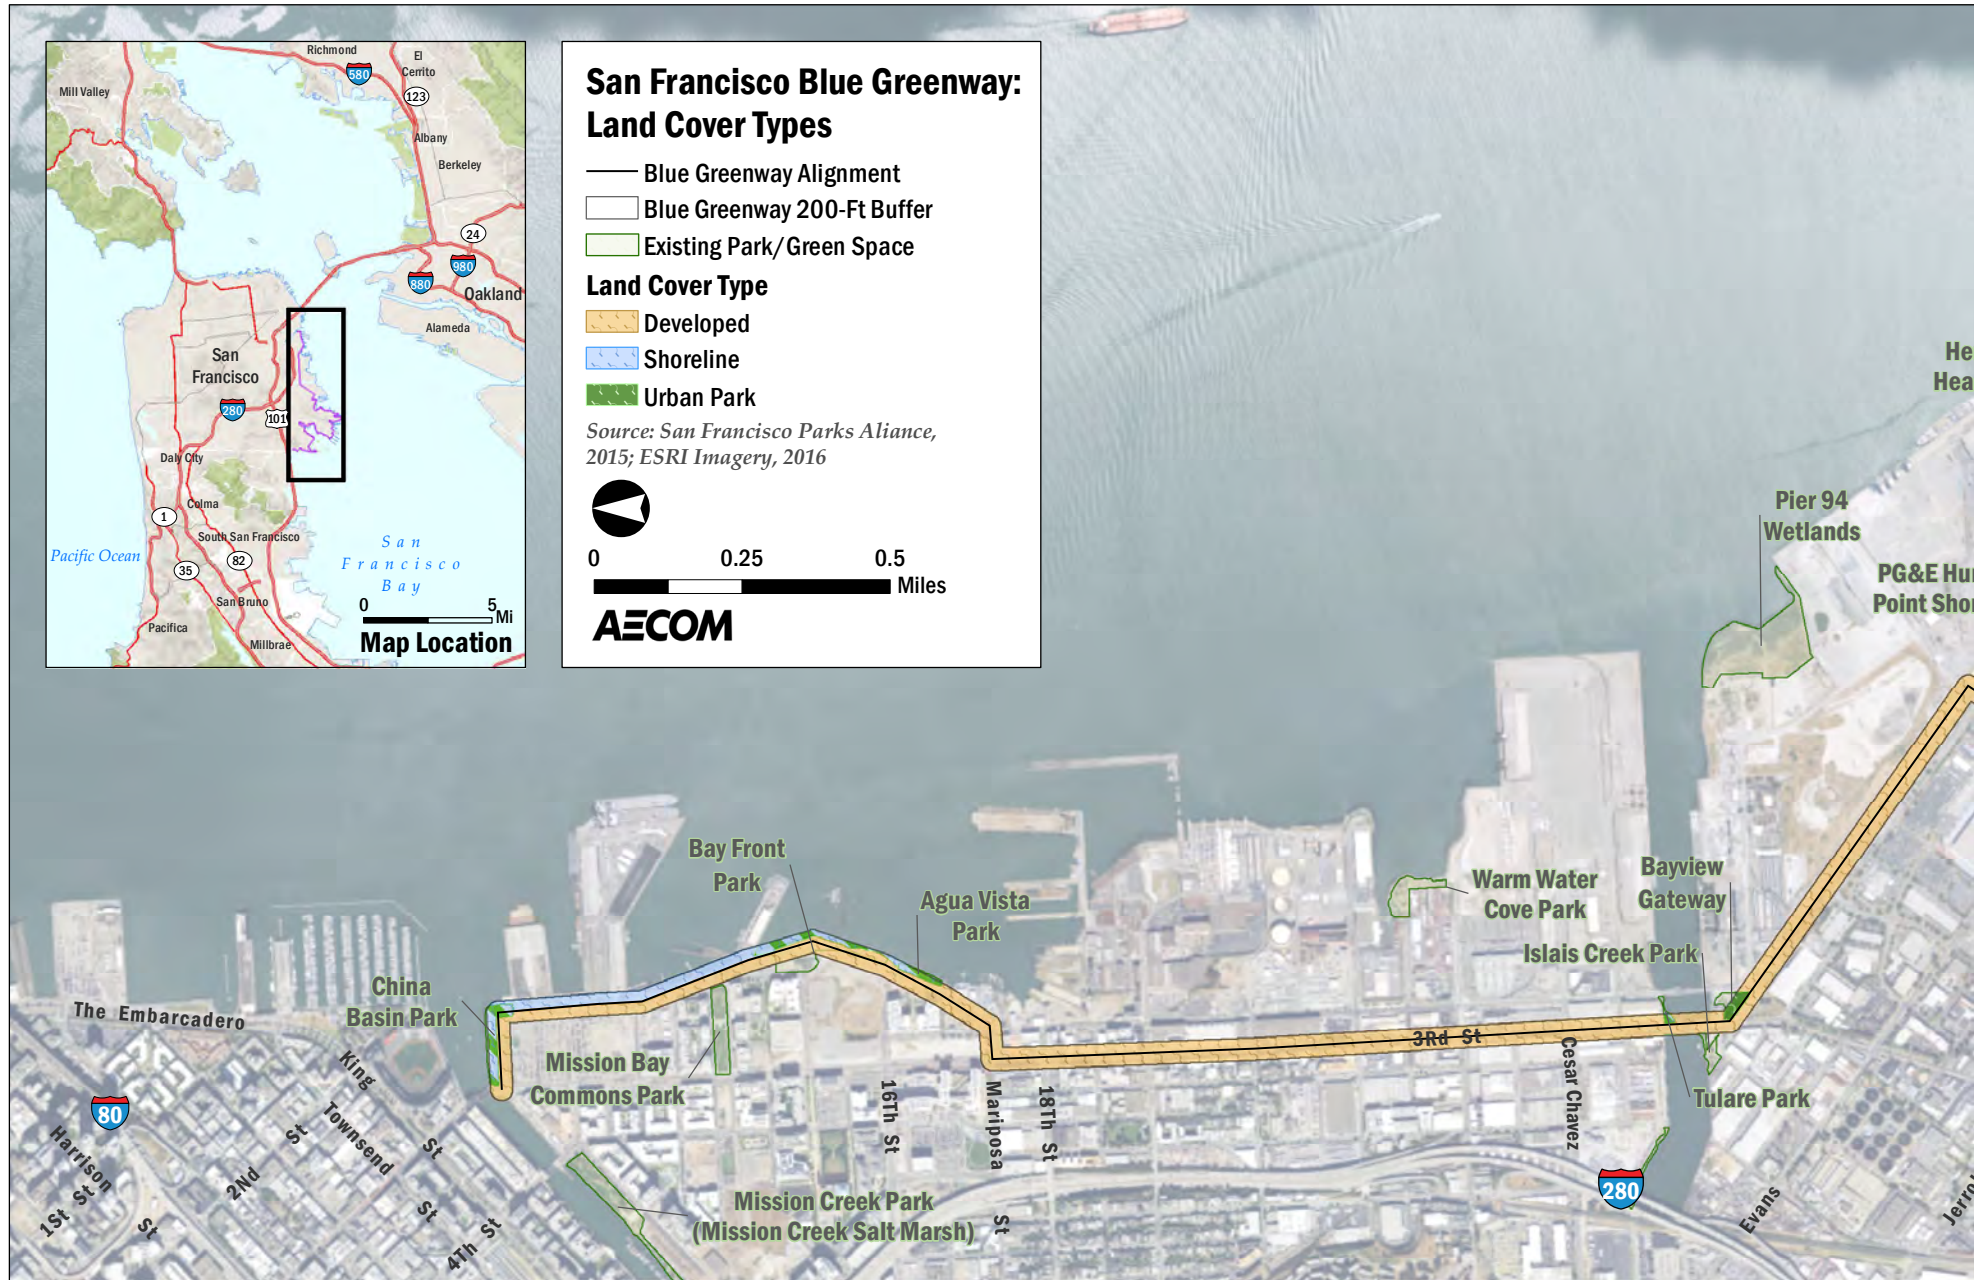 Richmond
580
El
Cerrito
Mill Valley
123
Albany
Berkeley
24
980
880
Oakland
Alameda
San
Francisco
280
101
Daly City
Colma
1
South San Francisco
Pacific Ocean
35
82
San
Francisco
Bay
San Bruno
Pacifica
Millbrae
0 5
Mi
Map Location
San Francisco Blue Greenway:
Land Cover Types
Blue Greenway Alignment
Blue Greenway 200-Ft Buffer
Existing Park/Green Space
Land Cover Type
Developed
Shoreline
Urban Park
Source: San Francisco Parks Aliance,
2015; ESRI Imagery, 2016
0 0.25 0.5
Miles
AECOM
He
Hea
Pier 94
Wetlands
PG&E Hun
Point Shor
Bay Front
Park
Agua Vista
Park
Warm Water
Cove Park
Bayview
Gateway
Islais Creek Park
China
Basin Park
The Embarcadero
Mission Bay
Commons Park
3Rd St
Tulare Park
King St
Townsend St
2Nd St
Harrison St
1St St
4Th St
80
16Th St
Mariposa St
18Th St
Cesar Chavez
280
Evans
Jerrol
Mission Creek Park
(Mission Creek Salt Marsh)